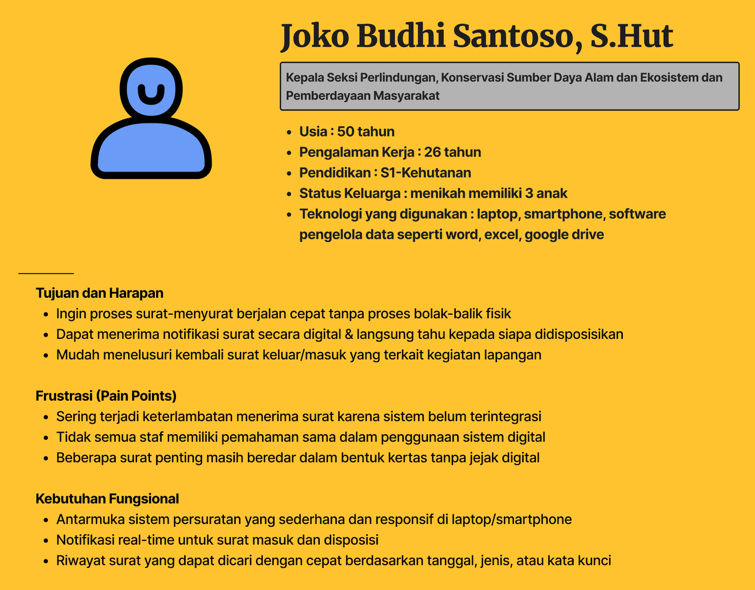 Joko Budhi Santoso, S.Hut
Kepala Seksi Perlindungan, Konservasi Sumber Daya Alam dan Ekosistem dan
Pemberdayaan Masyarakat
• Usia : 50 tahun
• Pengalaman Kerja : 26 tahun
• Pendidikan : S1-Kehutanan
• Status Keluarga : menikah memiliki 3 anak
• Teknologi yang digunakan : laptop, smartphone, software
pengelola data seperti word, excel, google drive
Tujuan dan Harapan
• Ingin proses surat-menyurat berjalan cepat tanpa proses bolak-balik fisik
• Dapat menerima notifikasi surat secara digital & langsung tahu kepada siapa didisposisikan
• Mudah menelusuri kembali surat keluar/masuk yang terkait kegiatan lapangan
Frustrasi (Pain Points)
• Sering terjadi keterlambatan menerima surat karena sistem belum terintegrasi
• Tidak semua staf memiliki pemahaman sama dalam penggunaan sistem digital
• Beberapa surat penting masih beredar dalam bentuk kertas tanpa jejak digital
Kebutuhan Fungsional
• Antarmuka sistem persuratan yang sederhana dan responsif di laptop/smartphone
• Notifikasi real-time untuk surat masuk dan disposisi
• Riwayat surat yang dapat dicari dengan cepat berdasarkan tanggal, jenis, atau kata kunci